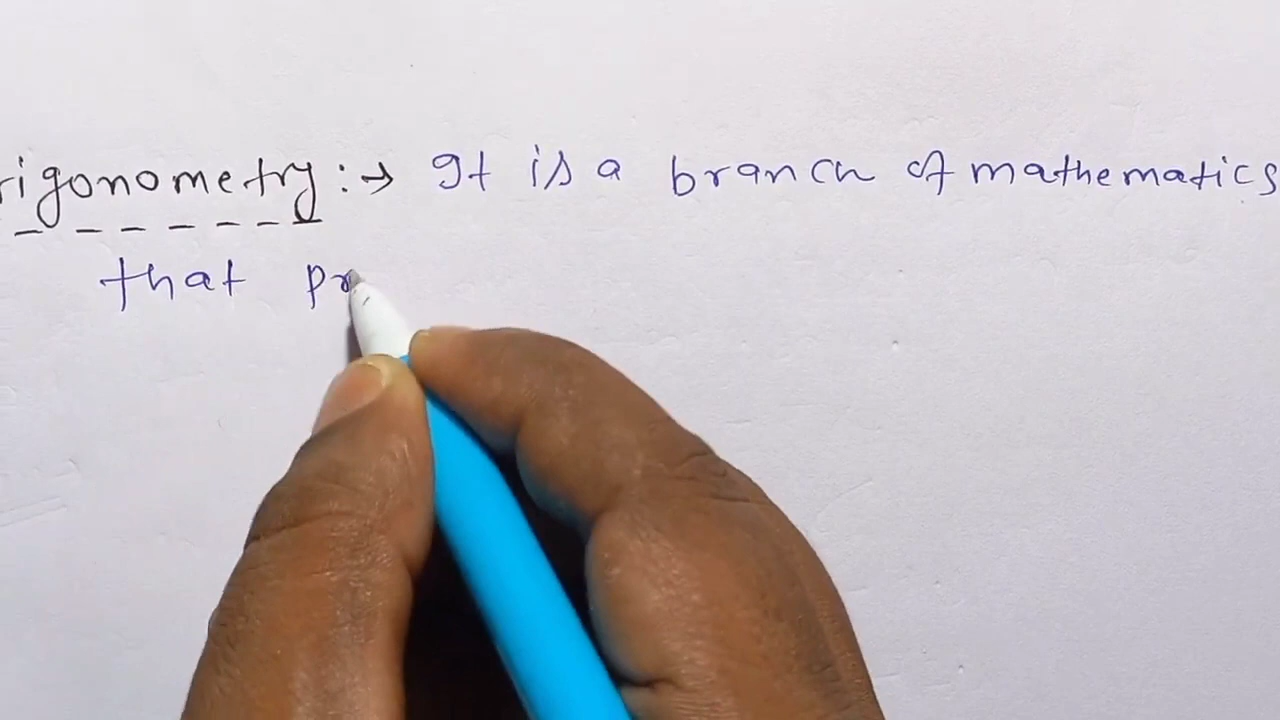 rigonometry :→ It is a branch of mathematics
that pr